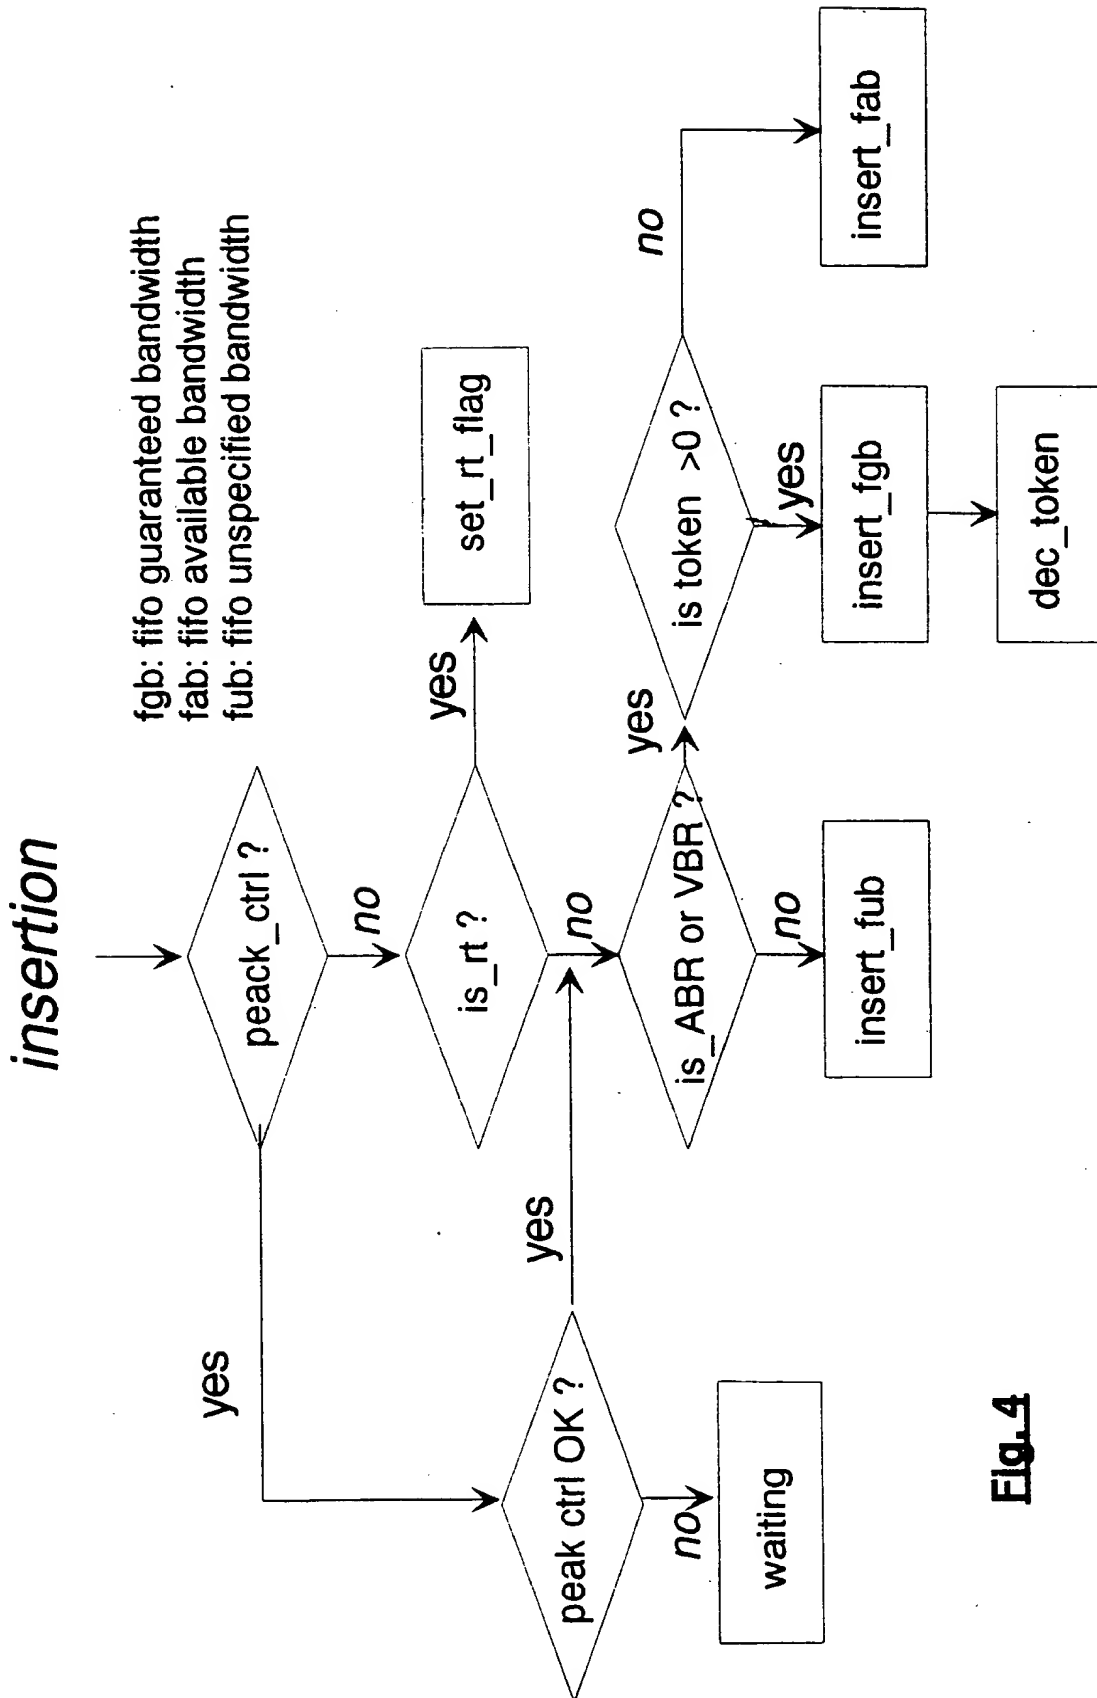 insertion
fgb: fifo guaranteed bandwidth
fab: fifo available bandwidth
fub: fifo unspecified bandwidth
peack_ctrl ?
yes
no
is_rt ?
yes
set_rt_flag
no
peak ctrl OK ?
yes
no
waiting
is_ABR or VBR ?
yes
no
insert_fub
is token >0 ?
no
yes
insert_fab
insert_fgb
dec_token
Fig. 4